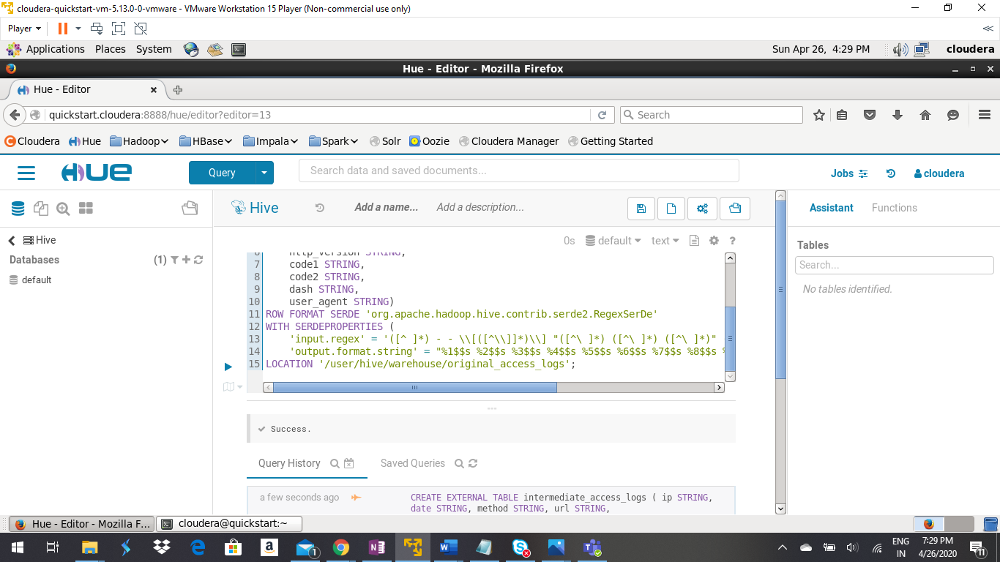 cloudera-quickstart-vm-5.13.0-0-vmware - VMware Workstation 15 Player (Non-commercial use only)
Player
Applications Places System Sun Apr 26, 4:29 PM cloudera
Hue - Editor - Mozilla Firefox
Hue - Editor
quickstart.cloudera:8888/hue/editor?editor=13 Search
Cloudera Hue Hadoop HBase Impala Spark Solr Oozie Cloudera Manager Getting Started
HUE Query Search data and saved documents... Jobs cloudera
Hive Add a name... Add a description... Assistant Functions
Hive 0s default text ?
Tables
Databases (1)
Search...
default
No tables identified.
6 http_version STRING,
7 code1 STRING,
8 code2 STRING,
9 dash STRING,
10 user_agent STRING)
11 ROW FORMAT SERDE 'org.apache.hadoop.hive.contrib.serde2.RegexSerDe'
12 WITH SERDEPROPERTIES (
13 'input.regex' = '([^ ]*) - - \\[([^\\]]*)\\] "([^\ ]*) ([^\ ]*) ([^\ ]*)"
14 'output.format.string' = "%1$$s %2$$s %3$$s %4$$s %5$$s %6$$s %7$$s %8$$s %
15 LOCATION '/user/hive/warehouse/original_access_logs';
Success.
Query History Saved Queries
a few seconds ago CREATE EXTERNAL TABLE intermediate_access_logs ( ip STRING,
date STRING, method STRING, url STRING,
Hue - Editor - Mozilla F... cloudera@quickstart:~
ENG 7:29 PM
IN 4/26/2020
1
11